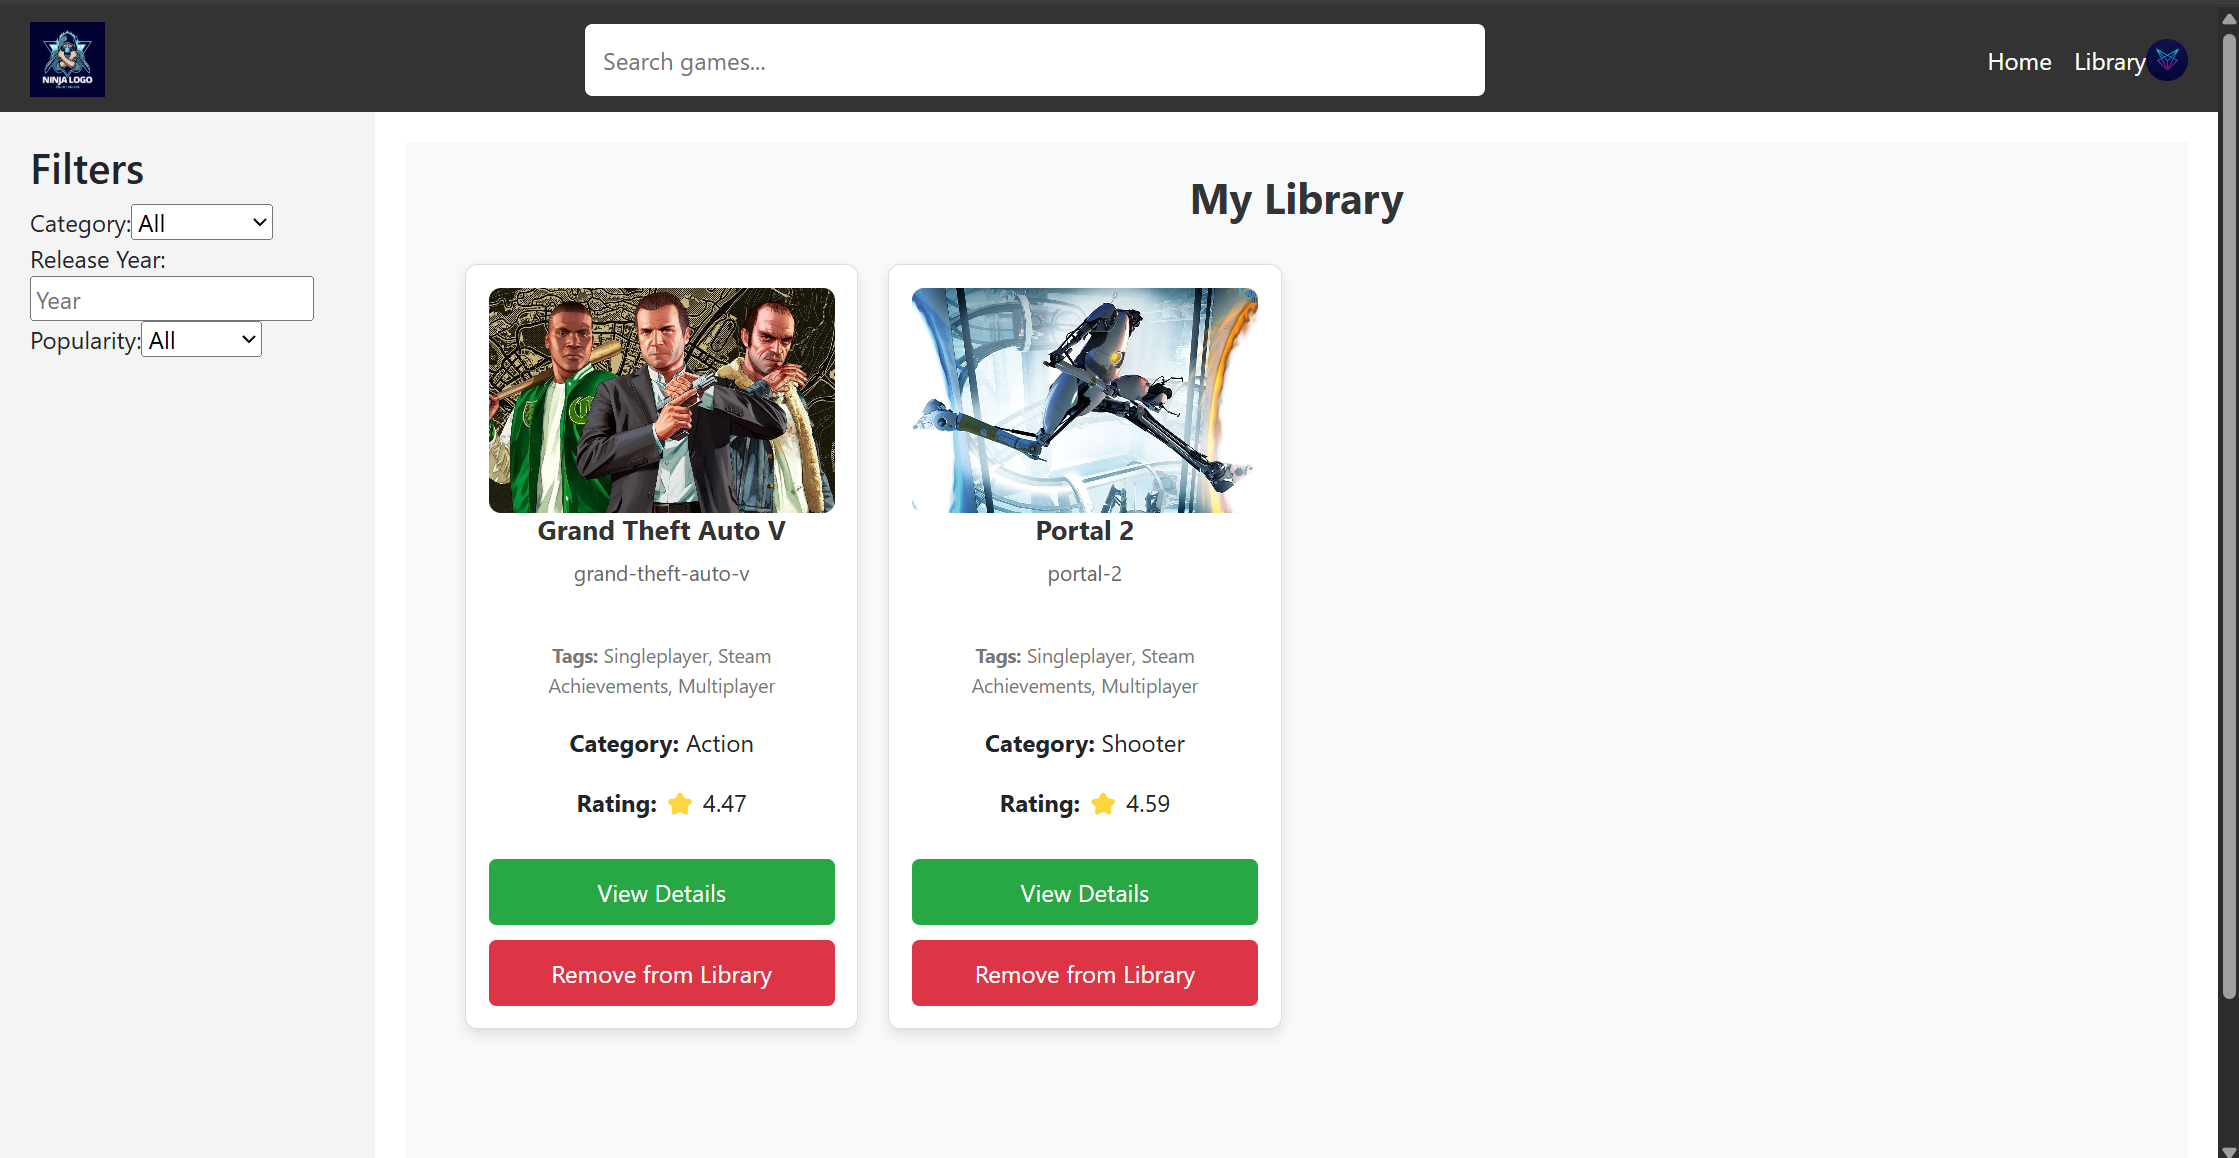 NINJA LOGO
Search games...
Home
Library
Filters
Category: All
Release Year:
Year
Popularity: All
My Library
Grand Theft Auto V
grand-theft-auto-v
Tags: Singleplayer, Steam
Achievements, Multiplayer
Category: Action
Rating: 4.47
View Details
Remove from Library
Portal 2
portal-2
Tags: Singleplayer, Steam
Achievements, Multiplayer
Category: Shooter
Rating: 4.59
View Details
Remove from Library